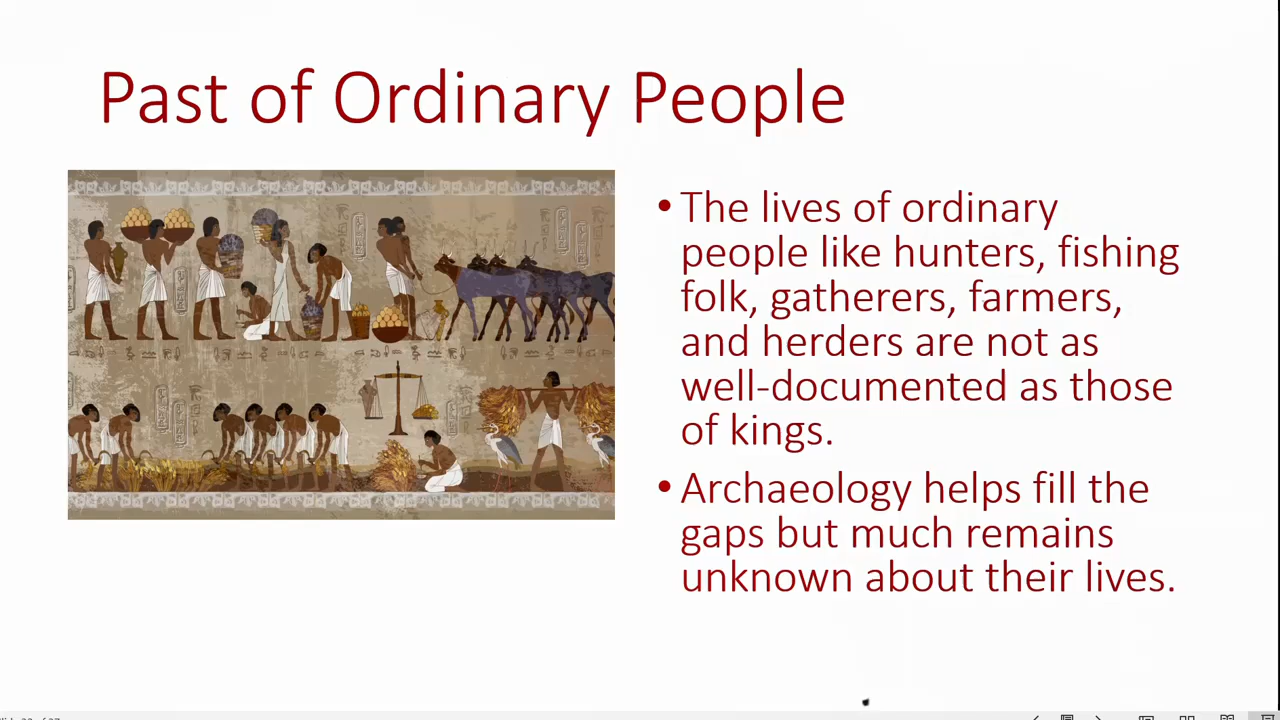 Past of Ordinary People
• The lives of ordinary
people like hunters, fishing
folk, gatherers, farmers,
and herders are not as
well-documented as those
of kings.
• Archaeology helps fill the
gaps but much remains
unknown about their lives.